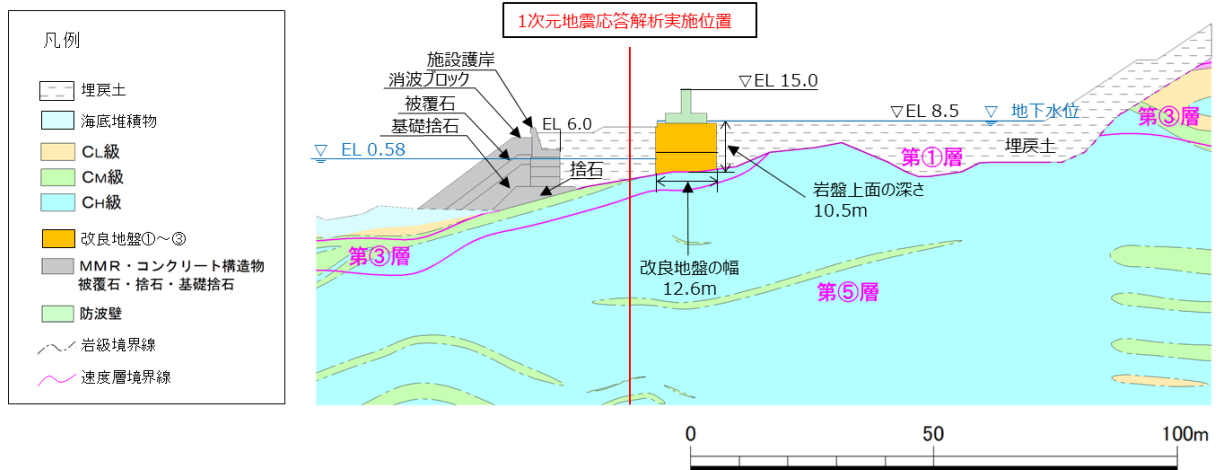 1次元地震応答解析実施位置
凡例
埋戻土
海底堆積物
CL級
CM級
CH級
改良地盤①~③
MMR・コンクリート構造物
被覆石・捨石・基礎捨石
防波壁
岩級境界線
速度層境界線
施設護岸
消波ブロック
被覆石
基礎捨石
EL 6.0
▽ EL 0.58
捨石
▽EL 15.0
▽EL 8.5
▽ 地下水位
第③層
第①層
埋戻土
岩盤上面の深さ
10.5m
改良地盤の幅
12.6m
第③層
第⑤層
0
50
100m